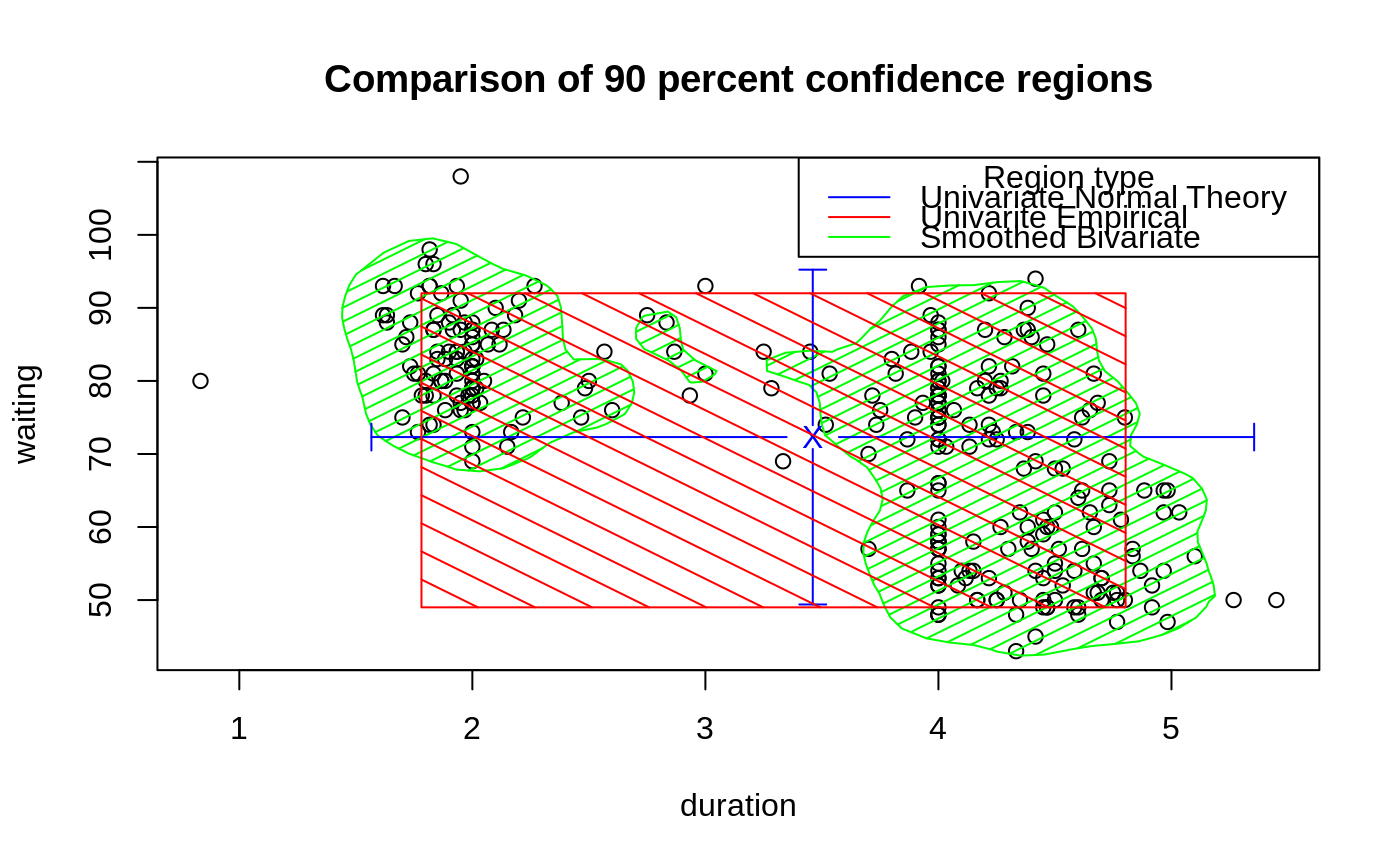 Comparison of 90 percent confidence regions
Region type
Univariate Normal Theory
Univarite Empirical
Smoothed Bivariate
waiting
100
90
80
70
60
50
X
1 2 3 4 5
duration